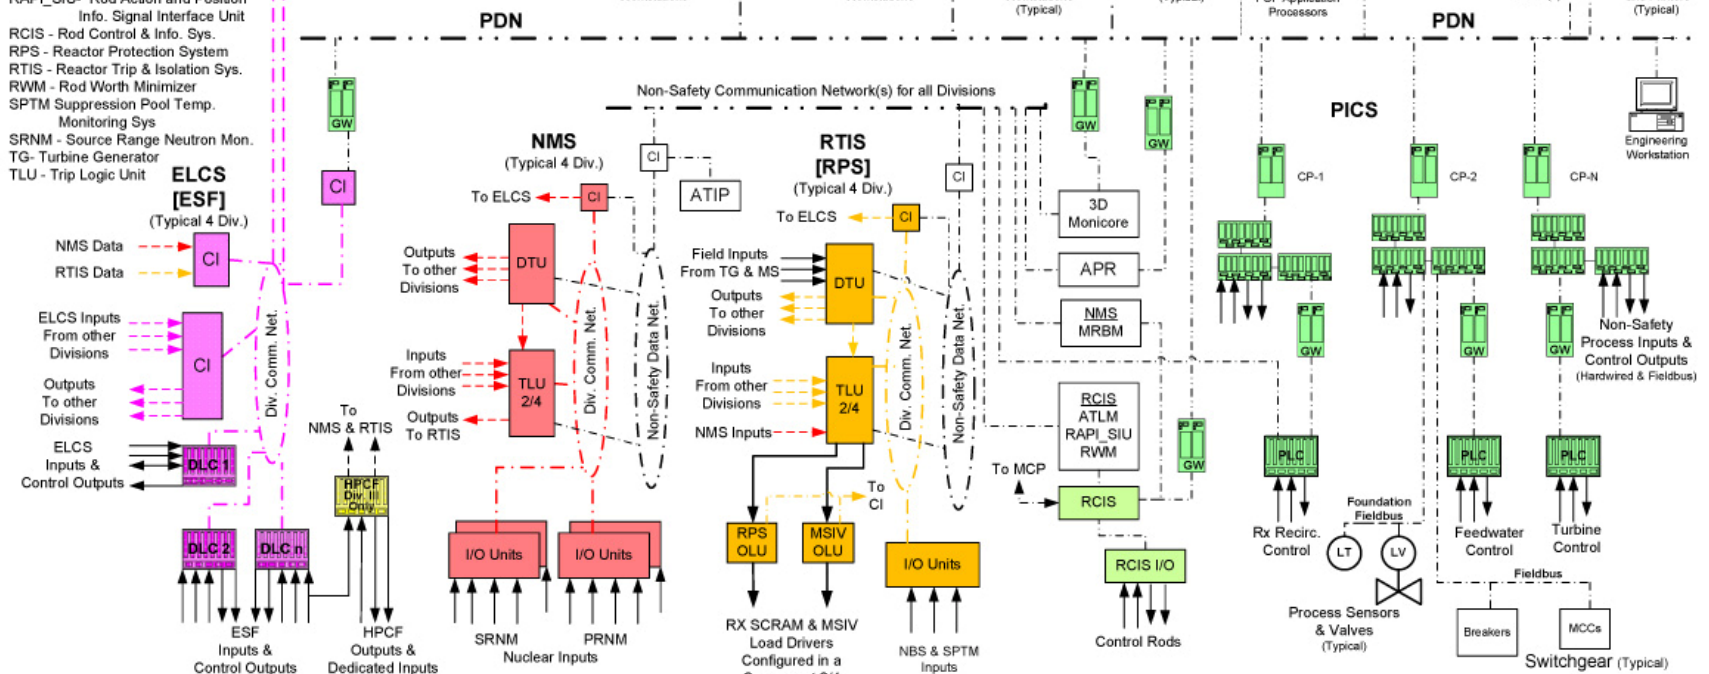 RAPI_SIU- Rod Action and Position
Info. Signal Interface Unit
RCIS - Rod Control & Info. Sys.
RPS - Reactor Protection System
RTIS - Reactor Trip & Isolation Sys.
RWM - Rod Worth Minimizer
SPTM Suppression Pool Temp.
Monitoring Sys
SRNM - Source Range Neutron Mon.
TG- Turbine Generator
TLU - Trip Logic Unit
PDN
(Typical)
(Typical)
Processors
PDN
(Typical)
GW
CI
ELCS
[ESF]
(Typical 4 Div.)
NMS Data
RTIS Data
CI
ELCS Inputs
From other
Divisions
CI
Outputs
To other
Divisions
Div. Comm. Net.
ELCS
Inputs &
Control Outputs
DLC 1
DLC 2
DLC n
To
NMS & RTIS
HPCF
Div. III
Only
ESF
Inputs &
Control Outputs
HPCF
Outputs &
Dedicated Inputs
Non-Safety Communication Network(s) for all Divisions
NMS
(Typical 4 Div.)
CI
ATIP
To ELCS
CI
Outputs
To other
Divisions
DTU
Inputs
From other
Divisions
TLU
2/4
Outputs
To RTIS
Div. Comm. Net.
Non-Safety Data Net.
I/O Units
I/O Units
SRNM
PRNM
Nuclear Inputs
RTIS
[RPS]
(Typical 4 Div.)
CI
To ELCS
CI
Field Inputs
From TG & MS
DTU
Outputs
To other
Divisions
Inputs
From other
Divisions
TLU
2/4
NMS Inputs
Div. Comm. Net.
Non-Safety Data Net.
To
CI
RPS
OLU
MSIV
OLU
I/O Units
RX SCRAM & MSIV
Load Drivers
Configured in a
NBS & SPTM
Inputs
GW
GW
3D
Monicore
APR
NMS
MRBM
RCIS
ATLM
RAPI_SIU
RWM
GW
To MCP
RCIS
RCIS I/O
Control Rods
PICS
Engineering
Workstation
CP-1
CP-2
CP-N
GW
GW
GW
Non-Safety
Process Inputs &
Control Outputs
(Hardwired & Fieldbus)
PLC
PLC
PLC
Rx Recirc.
Control
Foundation
Fieldbus
LT
LV
Feedwater
Control
Turbine
Control
Fieldbus
Process Sensors
& Valves
(Typical)
Breakers
MCCs
Switchgear (Typical)